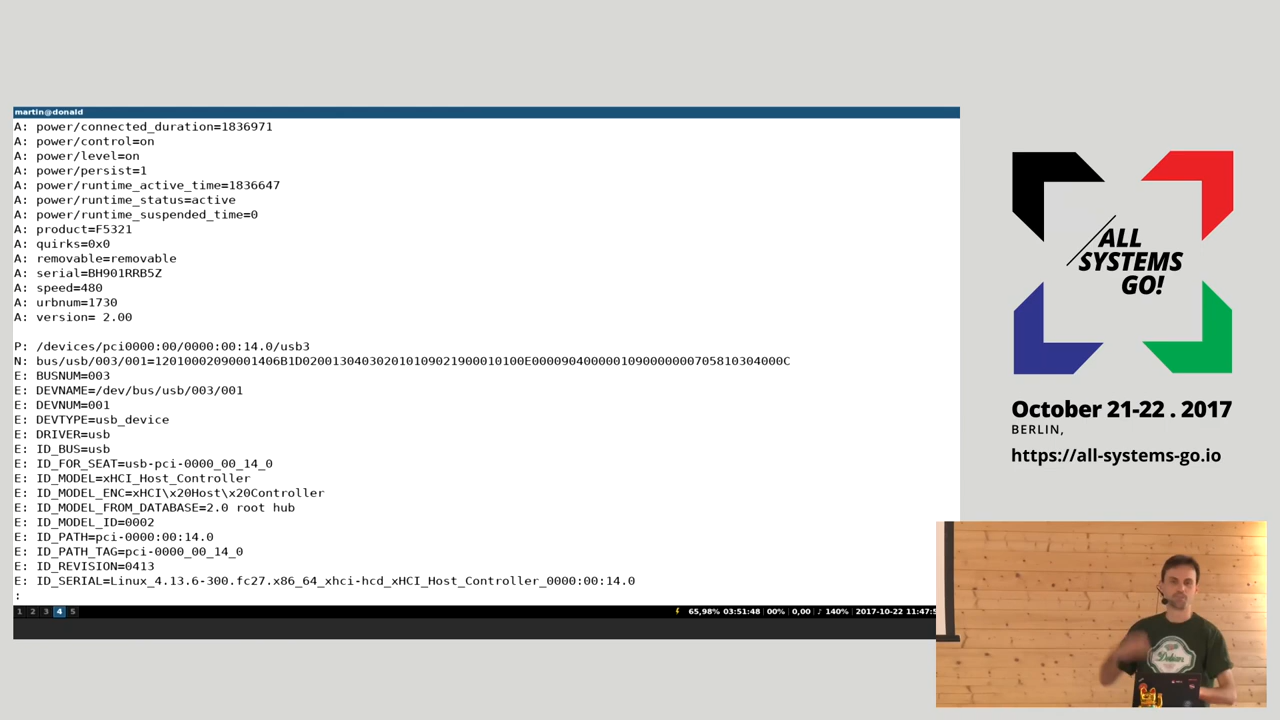 martin@donald
A: power/connected_duration=1836971
A: power/control=on
A: power/level=on
A: power/persist=1
A: power/runtime_active_time=1836647
A: power/runtime_status=active
A: power/runtime_suspended_time=0
A: product=F5321
A: quirks=0x0
A: removable=removable
A: serial=BH901RRB5Z
A: speed=480
A: urbnum=1730
A: version= 2.00
P: /devices/pci0000:00/0000:00:14.0/usb3
N: bus/usb/003/001=12010002090001406B1D020013040302010109021900010100E0000904000001090000000705810304000C
E: BUSNUM=003
E: DEVNAME=/dev/bus/usb/003/001
E: DEVNUM=001
E: DEVTYPE=usb_device
E: DRIVER=usb
E: ID_BUS=usb
E: ID_FOR_SEAT=usb-pci-0000_00_14_0
E: ID_MODEL=xHCI_Host_Controller
E: ID_MODEL_ENC=xHCI\x20Host\x20Controller
E: ID_MODEL_FROM_DATABASE=2.0 root hub
E: ID_MODEL_ID=0002
E: ID_PATH=pci-0000:00:14.0
E: ID_PATH_TAG=pci-0000_00_14_0
E: ID_REVISION=0413
E: ID_SERIAL=Linux_4.13.6-300.fc27.x86_64_xhci-hcd_xHCI_Host_Controller_0000:00:14.0
:
1 2 3 4 5
⚡ 65,98% 03:51:48 | 00% | 0,00 | ♪ 140% | 2017-10-22 11:47:5
ALL
SYSTEMS
GO!
October 21-22 . 2017
BERLIN,
https://all-systems-go.io
Debian